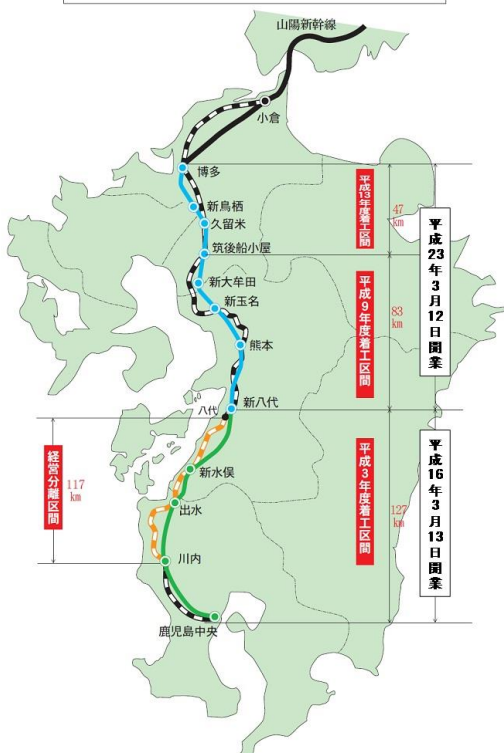 山陽新幹線
小倉
博多
新鳥栖
久留米
筑後船小屋
新大牟田
新玉名
熊本
新八代
八代
新水俣
出水
川内
鹿児島中央
平成13年度着工区間
47
km
平成9年度着工区間
83
km
平成3年度着工区間
127
km
平成23年3月12日開業
平成16年3月13日開業
経営分離区間
117
km